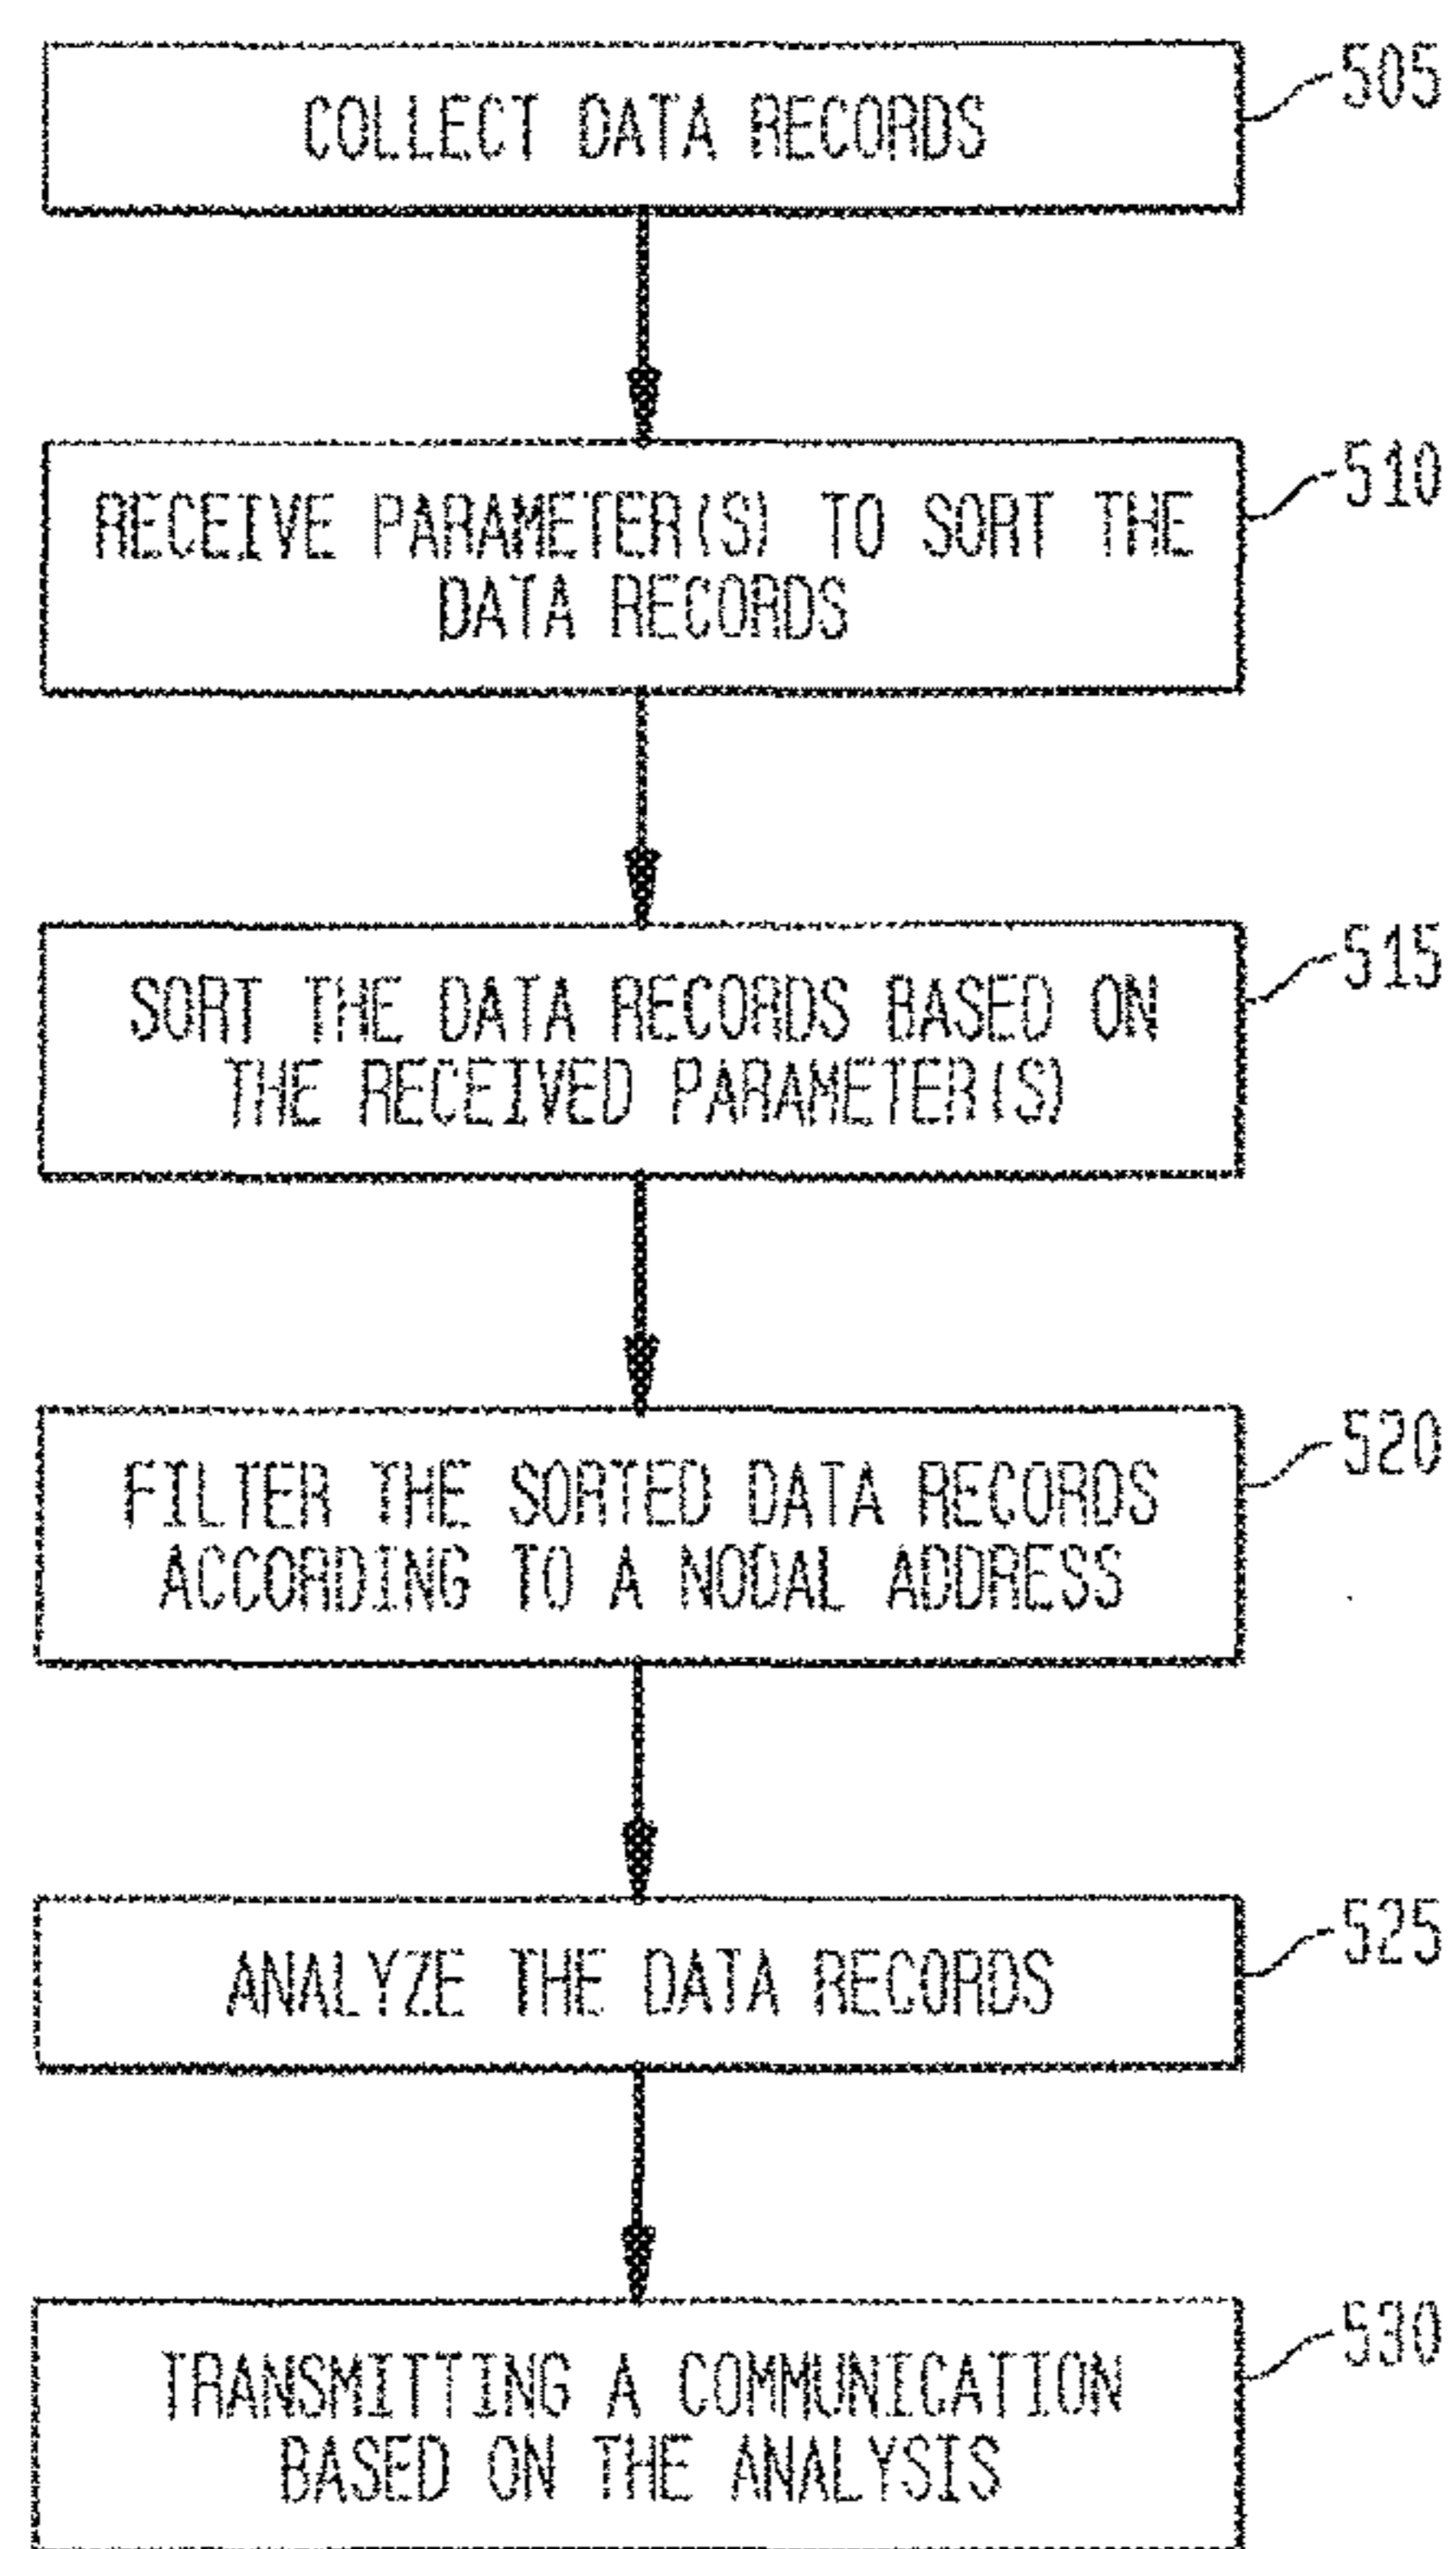 COLLECT DATA RECORDS
505
RECEIVE PARAMETER(S) TO SORT THE
DATA RECORDS
510
SORT THE DATA RECORDS BASED ON
THE RECEIVED PARAMETER(S)
515
FILTER THE SORTED DATA RECORDS
ACCORDING TO A NODAL ADDRESS
520
ANALYZE THE DATA RECORDS
525
TRANSMITTING A COMMUNICATION
BASED ON THE ANALYSIS
530